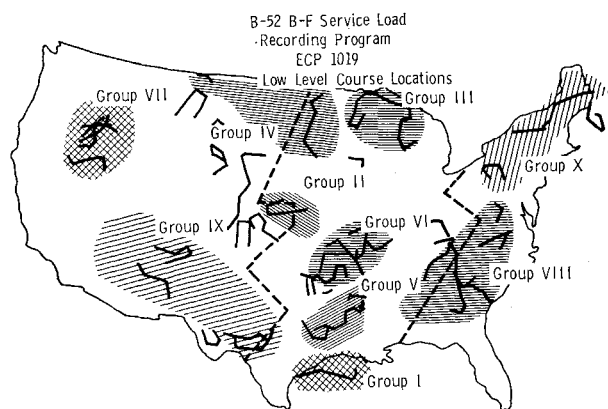 B-52 B-F Service Load
Recording Program
ECP 1019
Low Level Course Locations
Group VII
Group III
Group IV
Group X
Group II
Group IX
Group VI
Group V
Group VIII
Group I